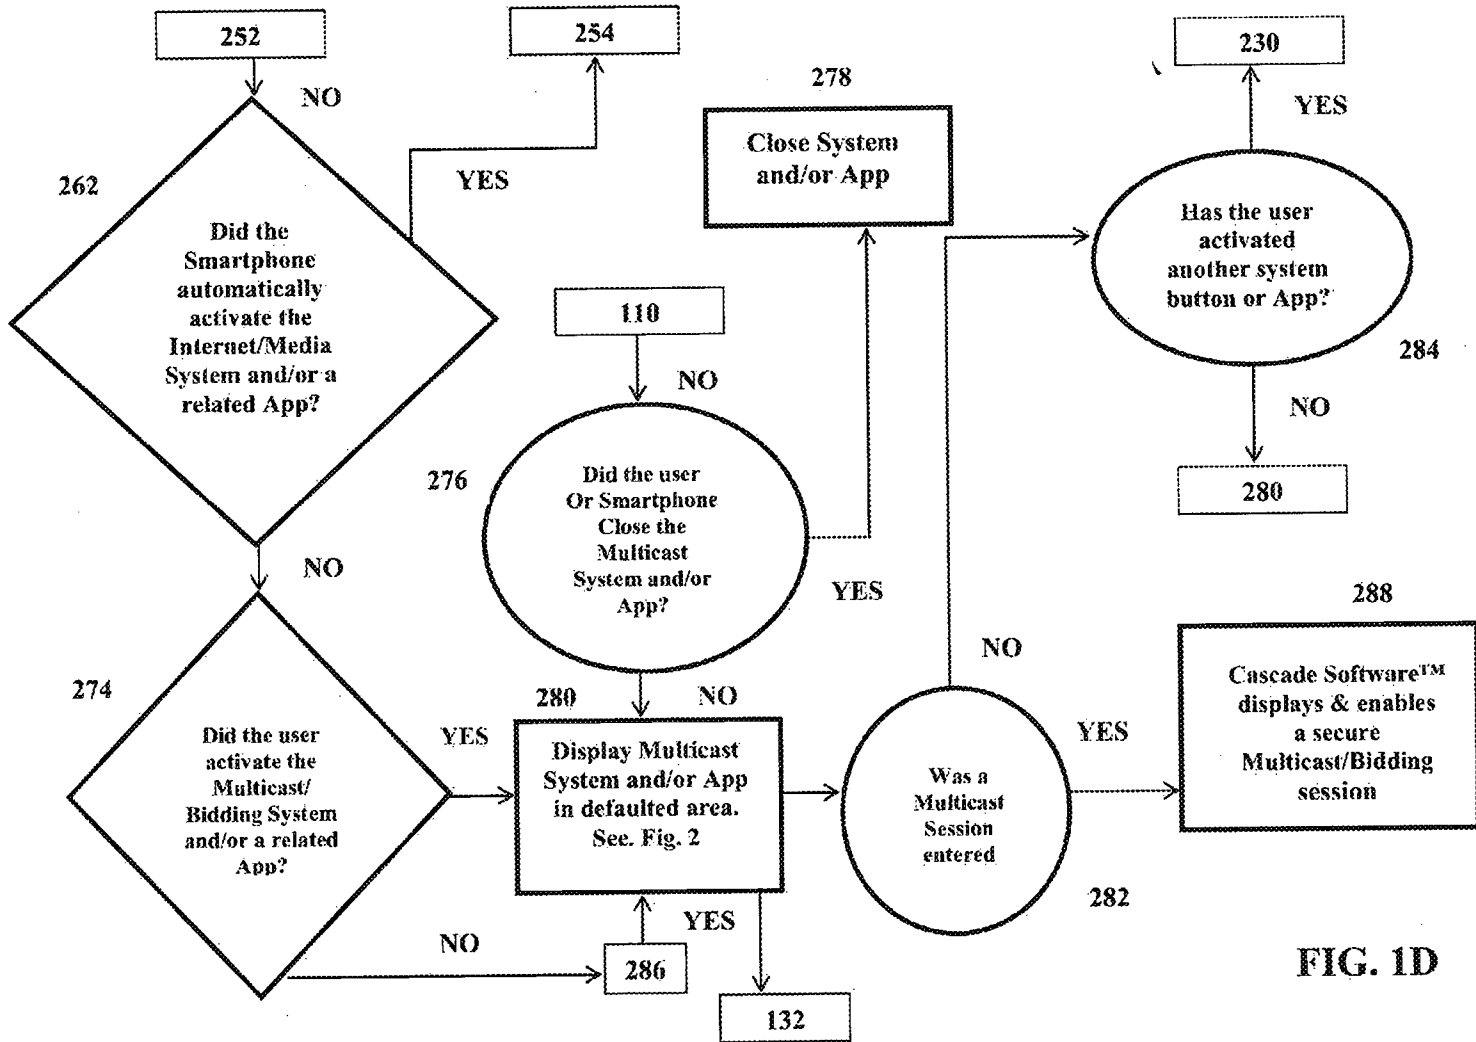 252
NO
262
Did the
Smartphone
automatically
activate the
Internet/Media
System and/or a
related App?
YES
254
NO
274
Did the user
activate the
Multicast/
Bidding System
and/or a related
App?
YES
NO
286
YES
110
NO
276
Did the user
Or Smartphone
Close the
Multicast
System and/or
App?
YES
278
Close System
and/or App
NO
280
Display Multicast
System and/or App
in defaulted area.
See. Fig. 2
132
Was a
Multicast
Session
entered
282
NO
YES
230
YES
Has the user
activated
another system
button or App?
284
NO
280
288
Cascade Software™
displays & enables
a secure
Multicast/Bidding
session
FIG. 1D